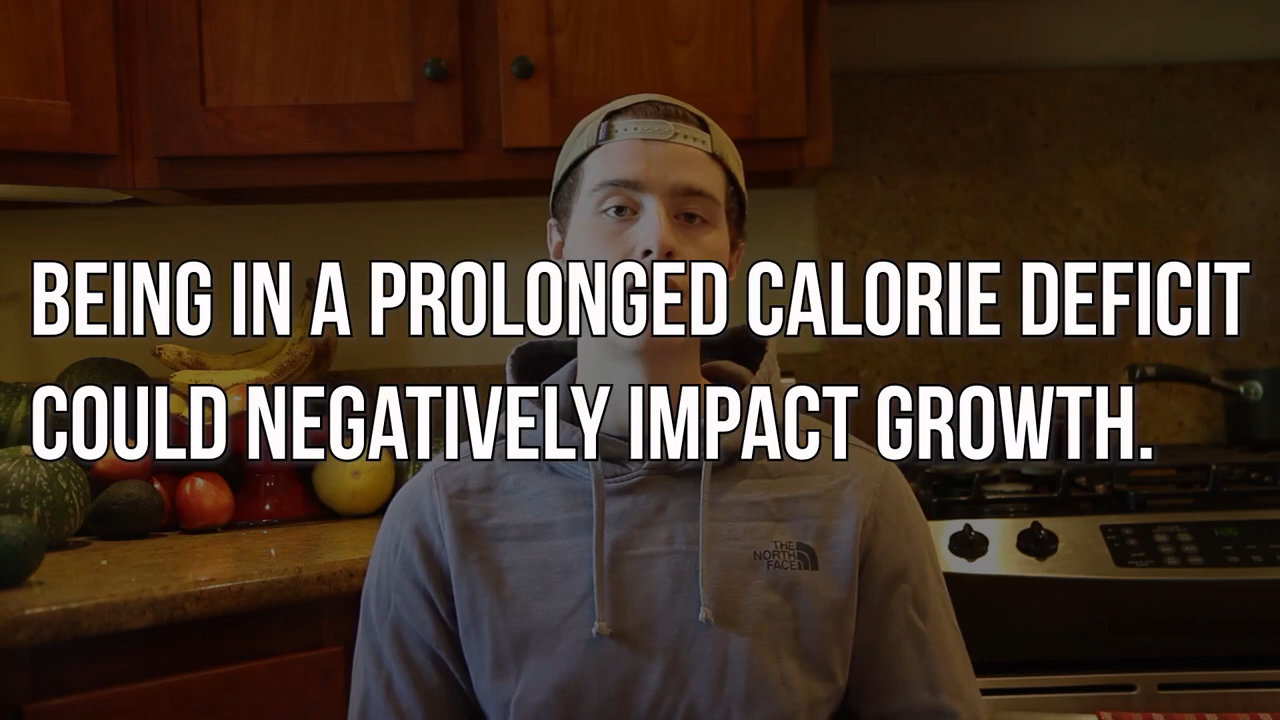 BEING IN A PROLONGED CALORIE DEFICIT
COULD NEGATIVELY IMPACT GROWTH.
THE
NORTH
FACE